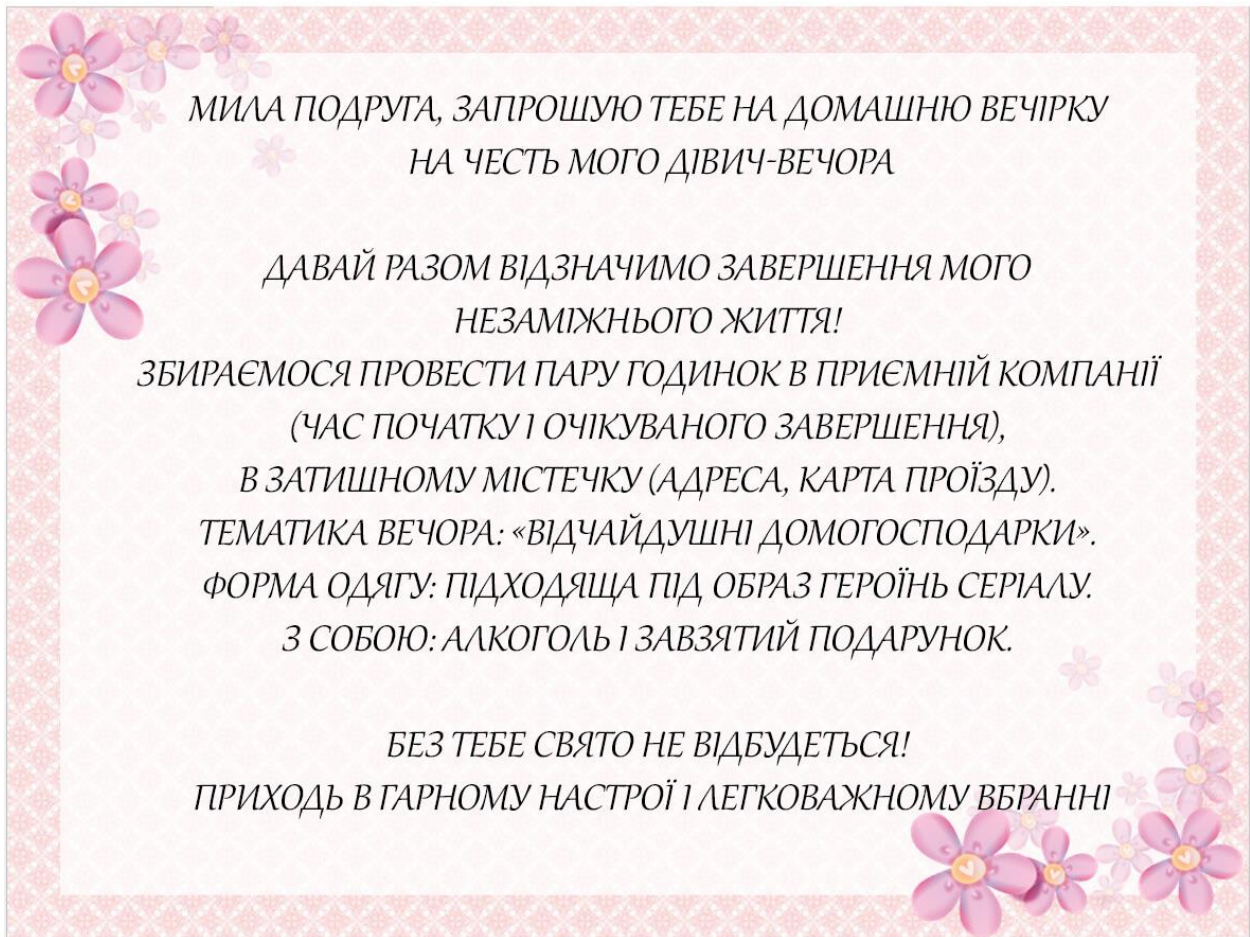 МИЛА ПОДРУГА, ЗАПРОШУЮ ТЕБЕ НА ДОМАШНЮ ВЕЧІРКУ
НА ЧЕСТЬ МОГО ДІВИЧ-ВЕЧОРА
ДАВАЙ РАЗОМ ВІДЗНАЧИМО ЗАВЕРШЕННЯ МОГО
НЕЗАМІЖНЬОГО ЖИТТЯ!
ЗБИРАЄМОСЯ ПРОВЕСТИ ПАРУ ГОДИНОК В ПРИЄМНІЙ КОМПАНІЇ
(ЧАС ПОЧАТКУ І ОЧІКУВАНОГО ЗАВЕРШЕННЯ),
В ЗАТИШНОМУ МІСТЕЧКУ (АДРЕСА, КАРТА ПРОЇЗДУ).
ТЕМАТИКА ВЕЧОРА: «ВІДЧАЙДУШНІ ДОМОГОСПОДАРКИ».
ФОРМА ОДЯГУ: ПІДХОДЯЩА ПІД ОБРАЗ ГЕРОЇНЬ СЕРІАЛУ.
З СОБОЮ: АЛКОГОЛЬ І ЗАВЗЯТИЙ ПОДАРУНОК.
БЕЗ ТЕБЕ СВЯТО НЕ ВІДБУДЕТЬСЯ!
ПРИХОДЬ В ГАРНОМУ НАСТРОЇ І ЛЕГКОВАЖНОМУ ВБРАННІ